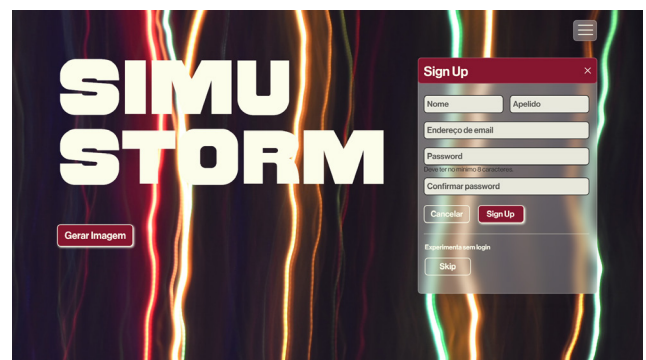 SIMU
STORM
Gerar Imagem
Sign Up
Nome
Apelido
Endereço de email
Password
Deve ter no mínimo 8 caracteres.
Confirmar password
Cancelar
Sign Up
Experimenta sem login
Skip